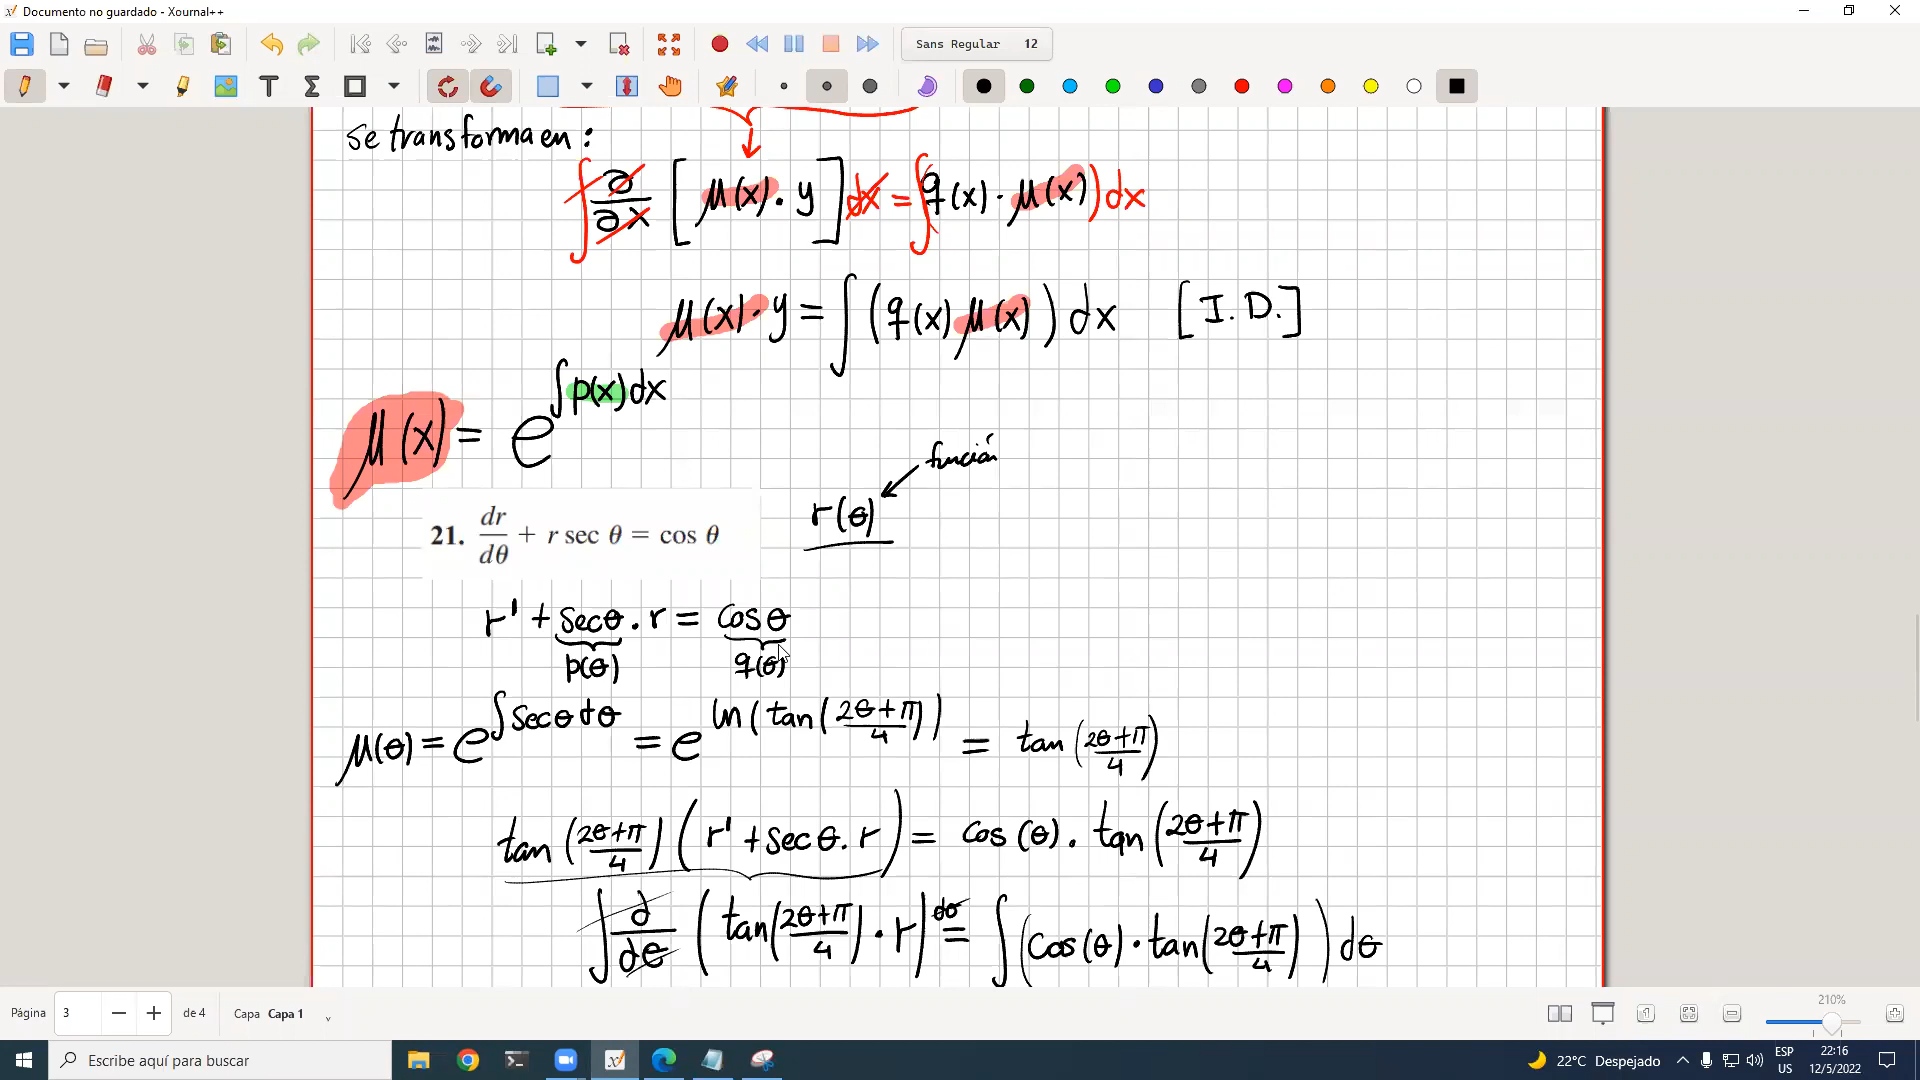 Documento no guardado - Xournal++
Sans Regular 12
Se transforma en :
∫ ∂/∂x [ μ(x) · y ] dx = ∫ (q(x) · μ(x)) dx
μ(x) · y = ∫ (q(x) μ(x)) dx [I.D.]
μ(x) = e^∫p(x)dx
función
r(θ)
21. dr/dθ + r sec θ = cos θ
r' + secθ . r = cosθ
p(θ) q(θ)
μ(θ) = e^∫secθdθ = e^ln(tan((2θ+π)/4)) = tan((2θ+π)/4)
tan((2θ+π)/4) (r' + secθ. r) = cos(θ) . tan((2θ+π)/4)
∫ d/dθ (tan((2θ+π)/4) · r) dθ = ∫ (cos(θ) · tan((2θ+π)/4)) dθ
Página 3 de 4 Capa Capa 1
210%
Escribe aquí para buscar
22°C Despejado
ESP
US
22:16
12/5/2022